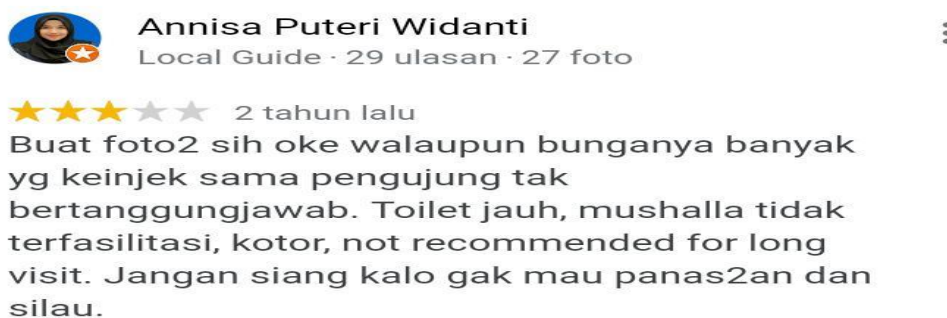 Annisa Puteri Widanti
Local Guide · 29 ulasan · 27 foto
2 tahun lalu
Buat foto2 sih oke walaupun bunganya banyak
yg keinjek sama pengujung tak
bertanggungjawab. Toilet jauh, mushalla tidak
terfasilitasi, kotor, not recommended for long
visit. Jangan siang kalo gak mau panas2an dan
silau.